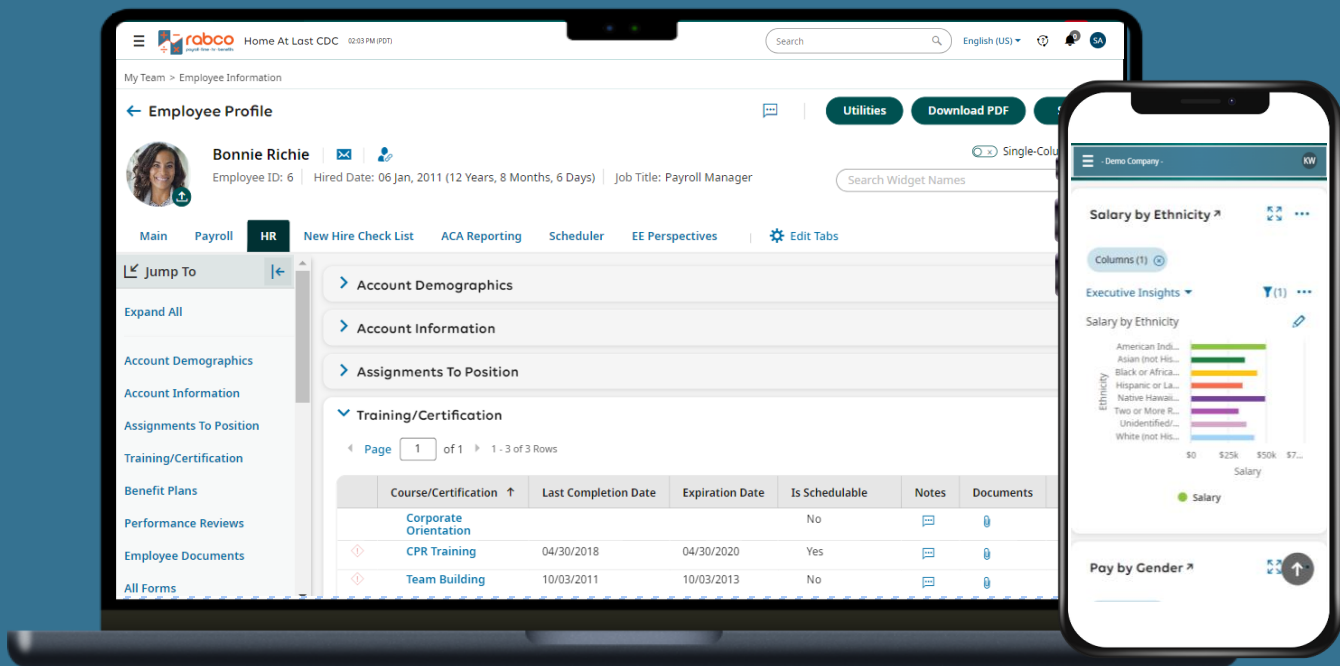 rabco
payroll • time • hr • benefits
Home At Last CDC 02:03 PM (PDT)
Search
English (US)
SA
My Team > Employee Information
Employee Profile
Utilities
Download PDF
Bonnie Richie
Employee ID: 6
Hired Date: 06 Jan, 2011 (12 Years, 8 Months, 6 Days)
Job Title: Payroll Manager
Single-Colu
Search Widget Names
Main
Payroll
HR
New Hire Check List
ACA Reporting
Scheduler
EE Perspectives
Edit Tabs
Jump To
Expand All
Account Demographics
Account Information
Assignments To Position
Training/Certification
Benefit Plans
Performance Reviews
Employee Documents
All Forms
Account Demographics
Account Information
Assignments To Position
Training/Certification
Page 1 of 1 1 - 3 of 3 Rows
Course/Certification ↑ Last Completion Date Expiration Date Is Schedulable Notes Documents
Corporate
Orientation No
CPR Training 04/30/2018 04/30/2020 Yes
Team Building 10/03/2011 10/03/2013 No
- Demo Company -
KW
Salary by Ethnicity
Columns (1)
Executive Insights
(1)
Salary by Ethnicity
Ethnicity
American Indi...
Asian (not His...
Black or Africa...
Hispanic or La...
Native Hawaii...
Two or More R...
Unidentified/...
White (not His...
$0 $25k $50k $7...
Salary
Salary
Pay by Gender